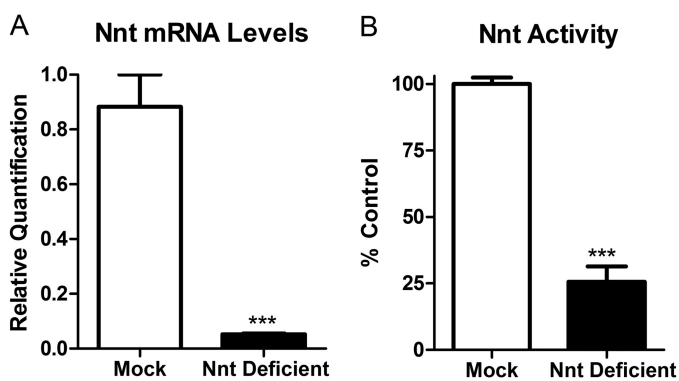 A
Nnt mRNA Levels
Relative Quantification
1.0
0.8
0.6
0.4
0.2
0.0
***
Mock
Nnt Deficient
B
Nnt Activity
% Control
100
75
50
25
0
***
Mock
Nnt Deficient